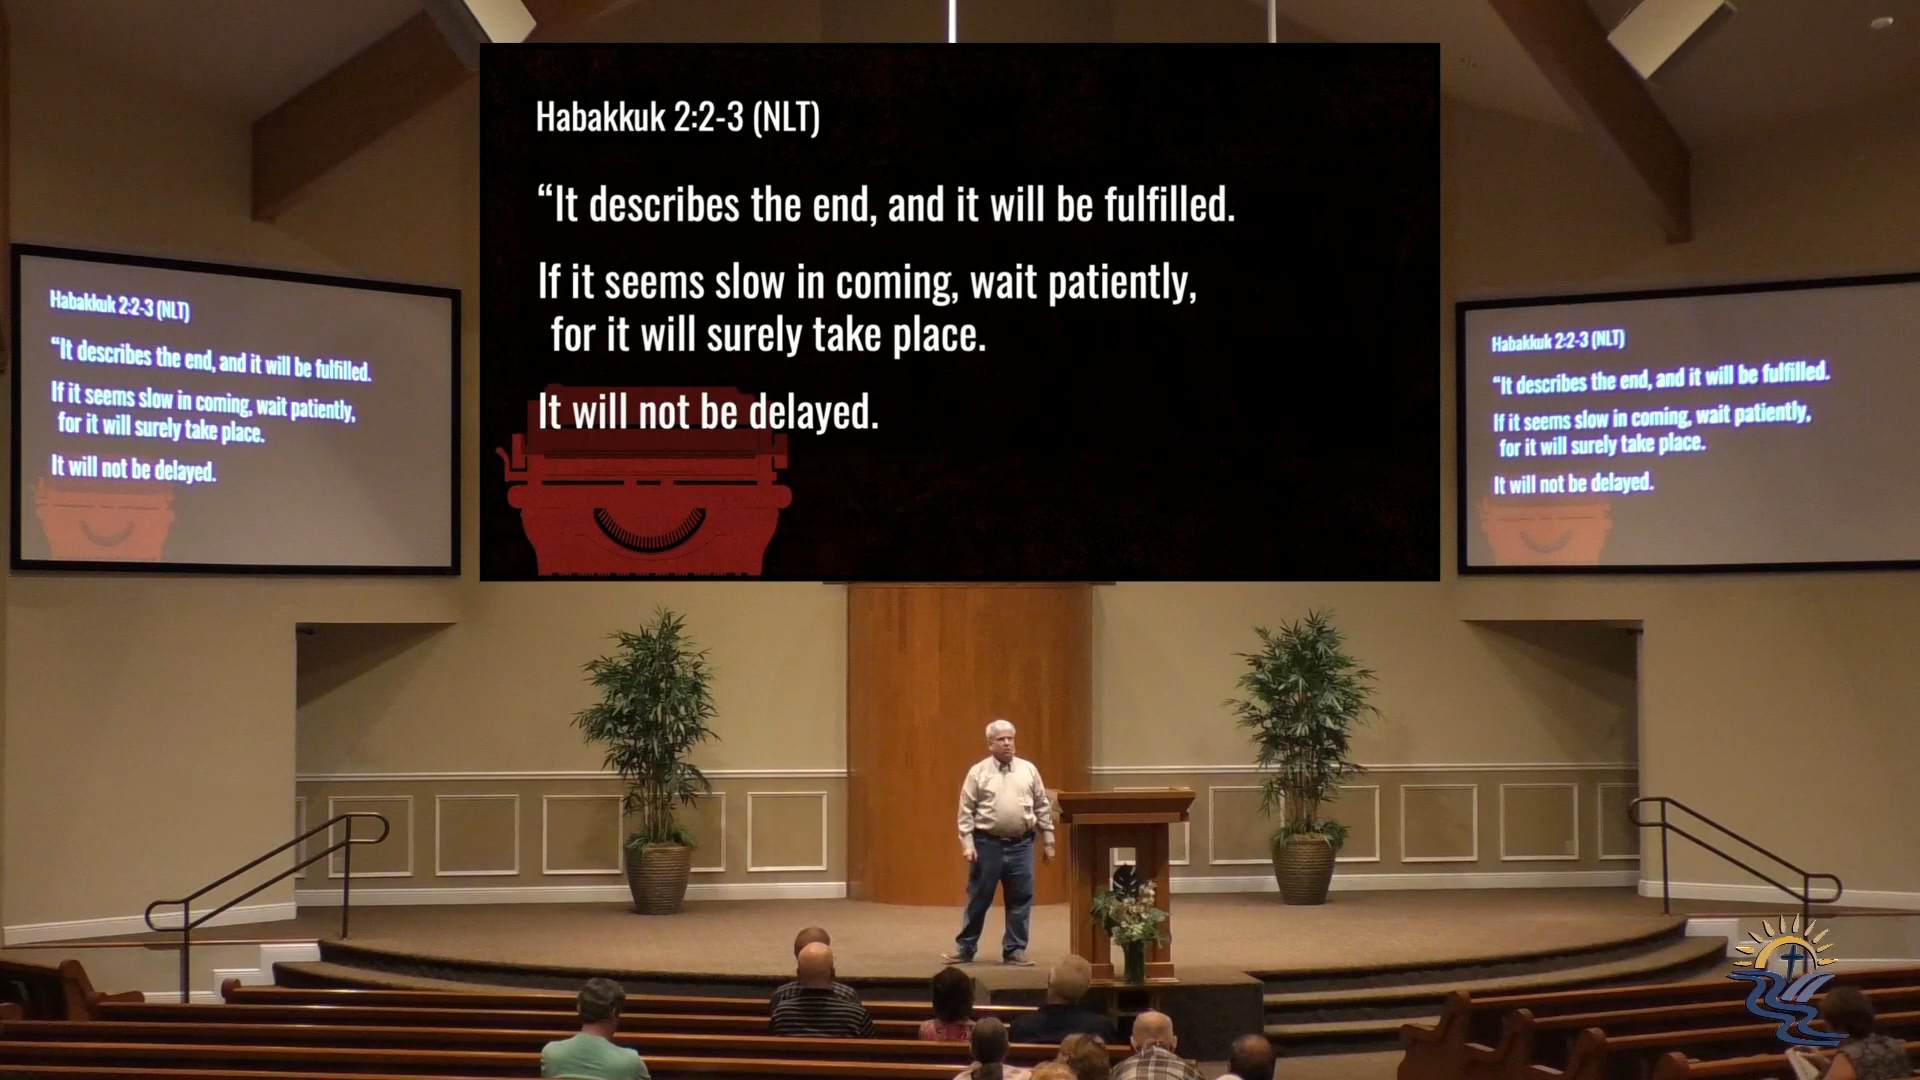 Habakkuk 2:2-3 (NLT)
“It describes the end, and it will be fulfilled.
If it seems slow in coming, wait patiently,
for it will surely take place.
It will not be delayed.
Habakkuk 2:2-3 (NLT)
“It describes the end, and it will be fulfilled.
If it seems slow in coming, wait patiently,
for it will surely take place.
It will not be delayed.
Habakkuk 2:2-3 (NLT)
“It describes the end, and it will be fulfilled.
If it seems slow in coming, wait patiently,
for it will surely take place.
It will not be delayed.